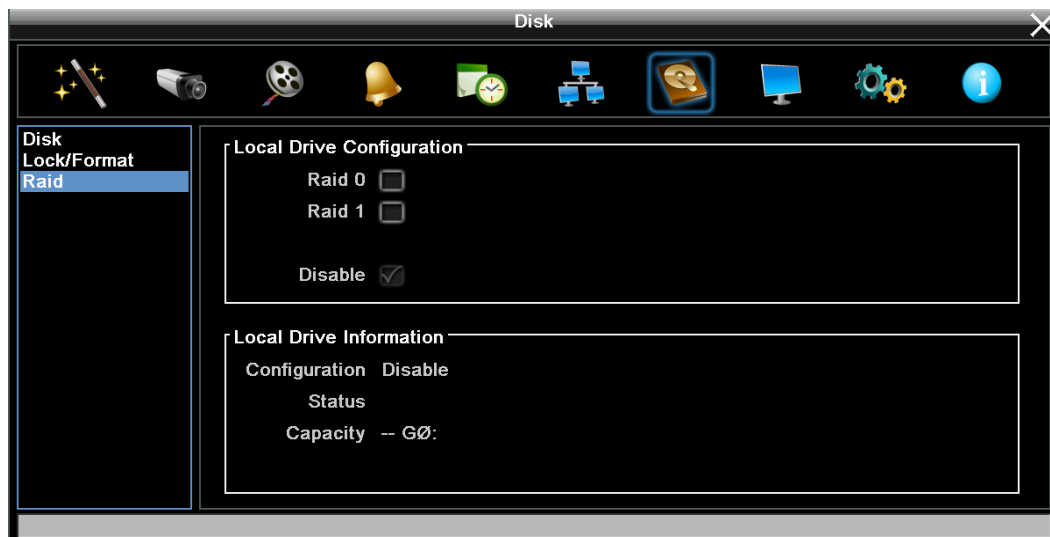 Disk
Disk
Lock/Format
Raid
Local Drive Configuration
Raid 0
Raid 1
Disable
Local Drive Information
Configuration Disable
Status
Capacity -- GØ: